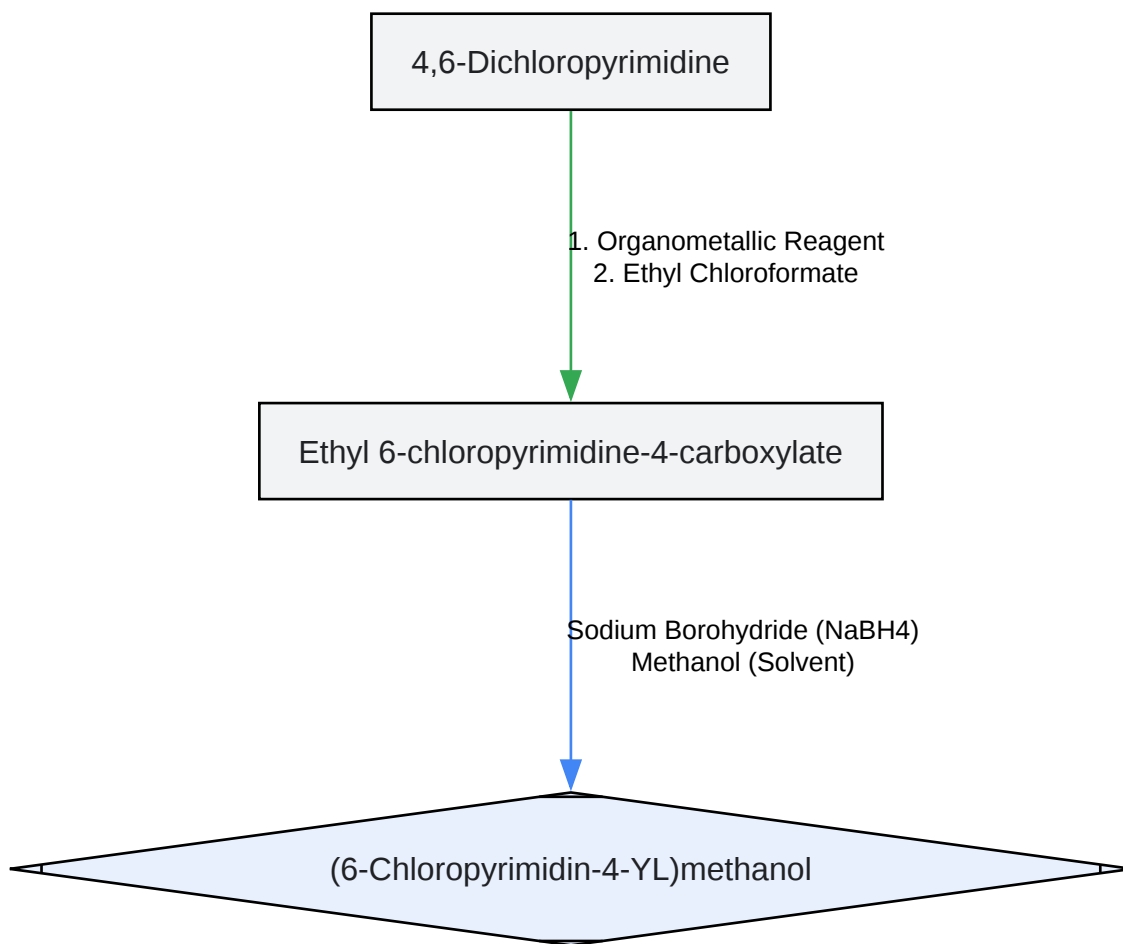 4,6-Dichloropyrimidine
1. Organometallic Reagent
2. Ethyl Chloroformate
Ethyl 6-chloropyrimidine-4-carboxylate
Sodium Borohydride (NaBH4)
Methanol (Solvent)
(6-Chloropyrimidin-4-YL)methanol